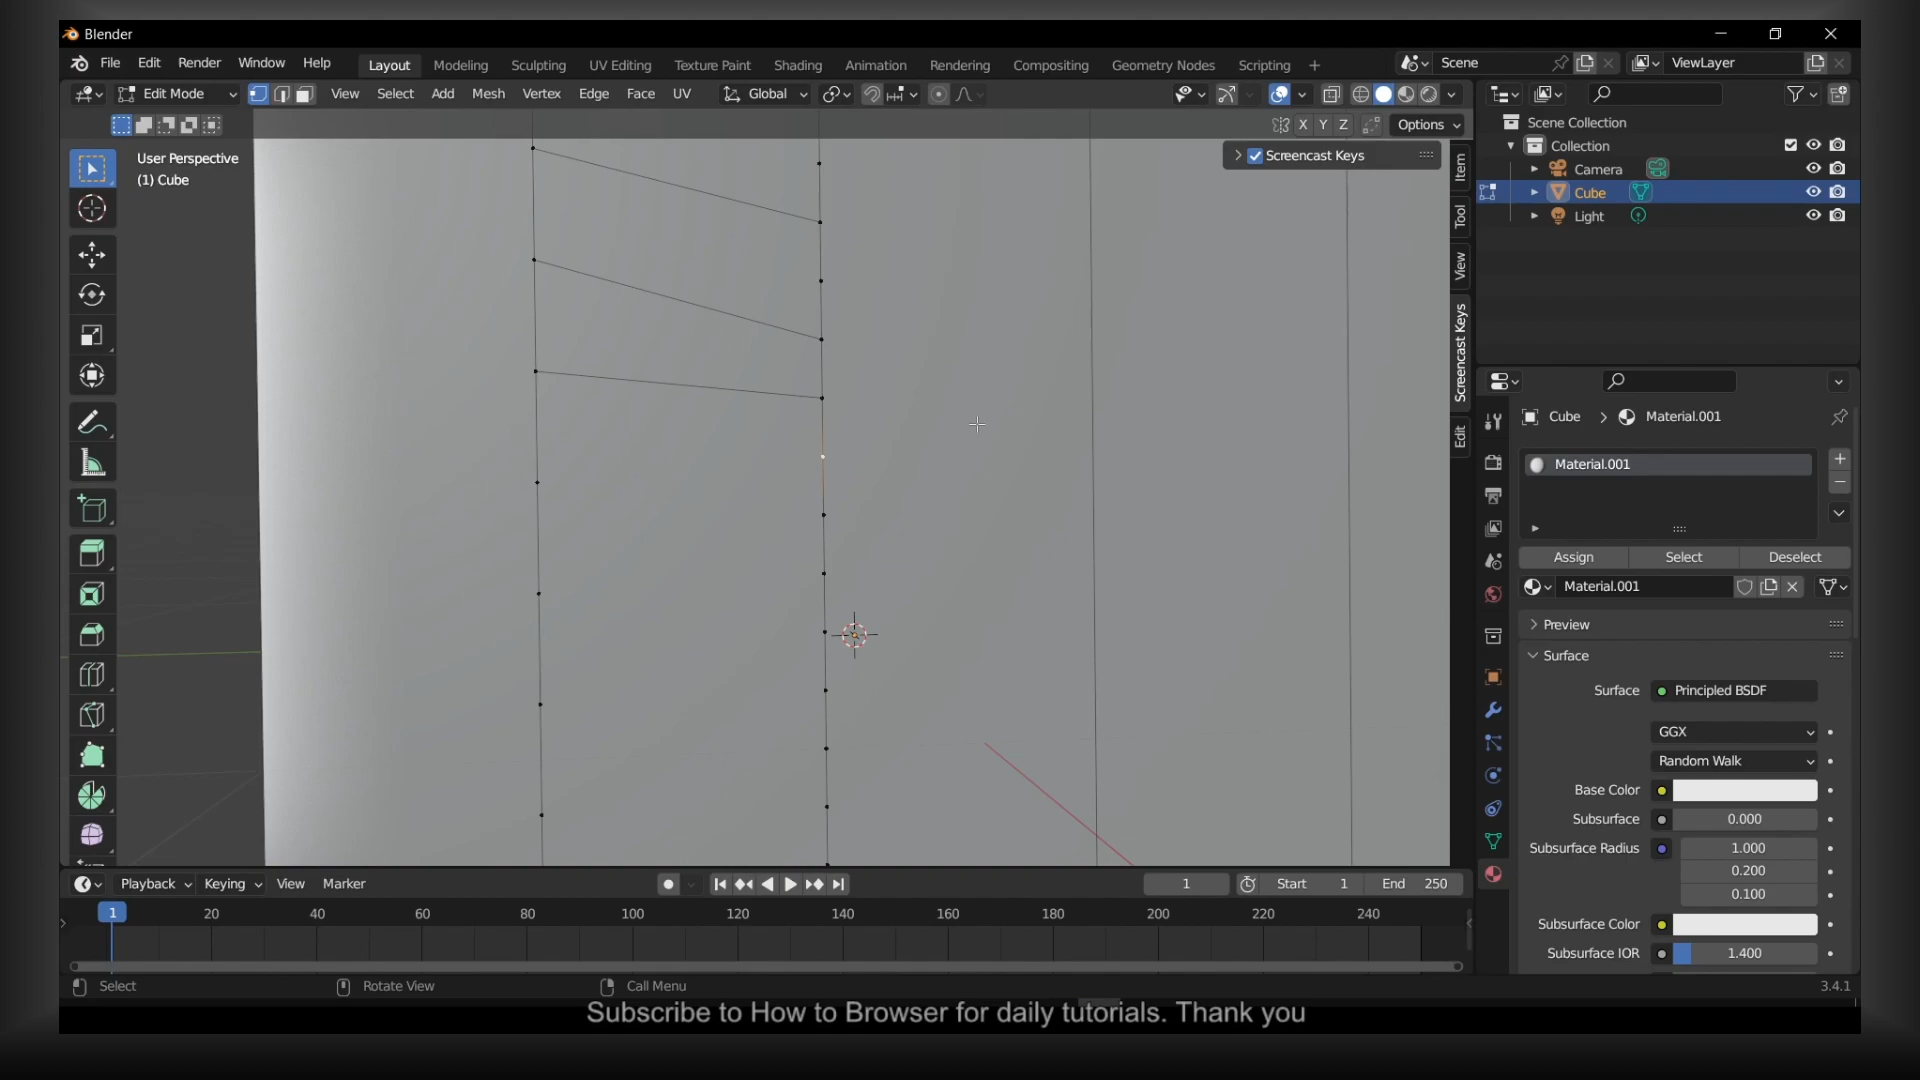 Blender
File Edit Render Window Help Layout Modeling Sculpting UV Editing Texture Paint Shading Animation Rendering Compositing Geometry Nodes Scripting + Scene ViewLayer
Edit Mode View Select Add Mesh Vertex Edge Face UV Global
X Y Z Options
User Perspective
(1) Cube
Screencast Keys
Item
Tool
View
Screencast Keys
Edit
Scene Collection
Collection
Camera
Cube
Light
Cube > Material.001
Material.001
Assign Select Deselect
Material.001
Preview
Surface
Surface Principled BSDF
GGX
Random Walk
Base Color
Subsurface 0.000
Subsurface Radius 1.000
0.200
0.100
Subsurface Color
Subsurface IOR 1.400
Playback Keying View Marker 1 Start 1 End 250
1 20 40 60 80 100 120 140 160 180 200 220 240
Select Rotate View Call Menu 3.4.1
Subscribe to How to Browser for daily tutorials. Thank you